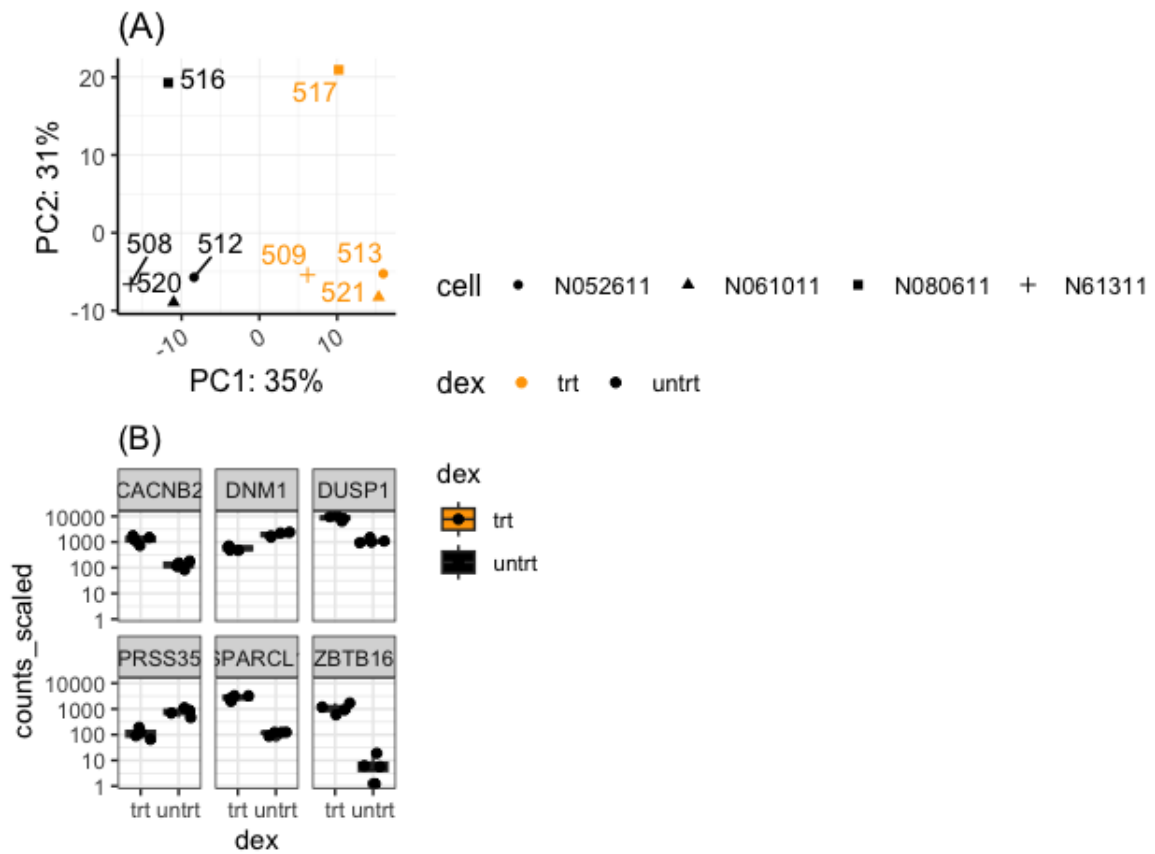 (A)
PC2: 31%
20
10
0
-10
516
517
508
512
509
513
520
521
-10 0 10
PC1: 35%
cell N052611 N061011 N080611 N61311
dex trt untrt
(B)
counts_scaled
CACNB2 DNM1 DUSP1
10000
1000
100
10
1
PRSS35 SPARCL1 ZBTB16
10000
1000
100
10
1
trt untrt trt untrt trt untrt
dex
dex
trt
untrt